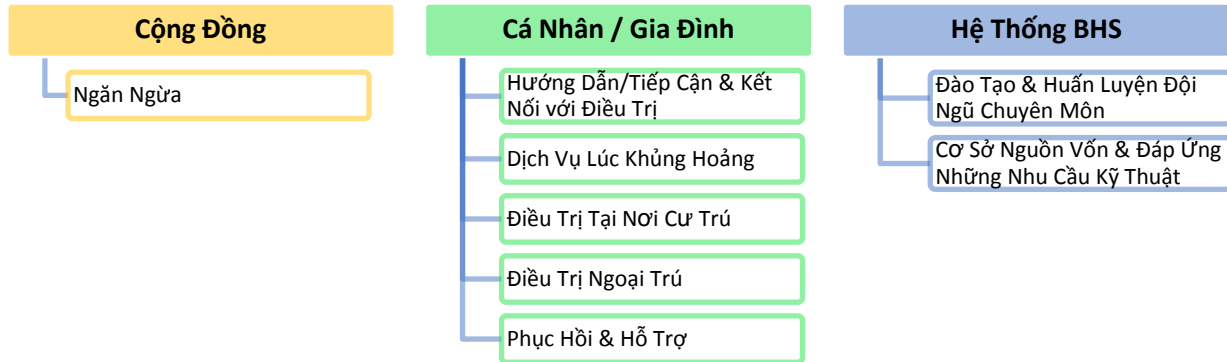 Cộng Đồng
Ngăn Ngừa
Cá Nhân / Gia Đình
Hướng Dẫn/Tiếp Cận & Kết
Nối với Điều Trị
Dịch Vụ Lúc Khủng Hoảng
Điều Trị Tại Nơi Cư Trú
Điều Trị Ngoại Trú
Phục Hồi & Hỗ Trợ
Hệ Thống BHS
Đào Tạo & Huấn Luyện Đội
Ngũ Chuyên Môn
Cơ Sở Nguồn Vốn & Đáp Ứng
Những Nhu Cầu Kỹ Thuật